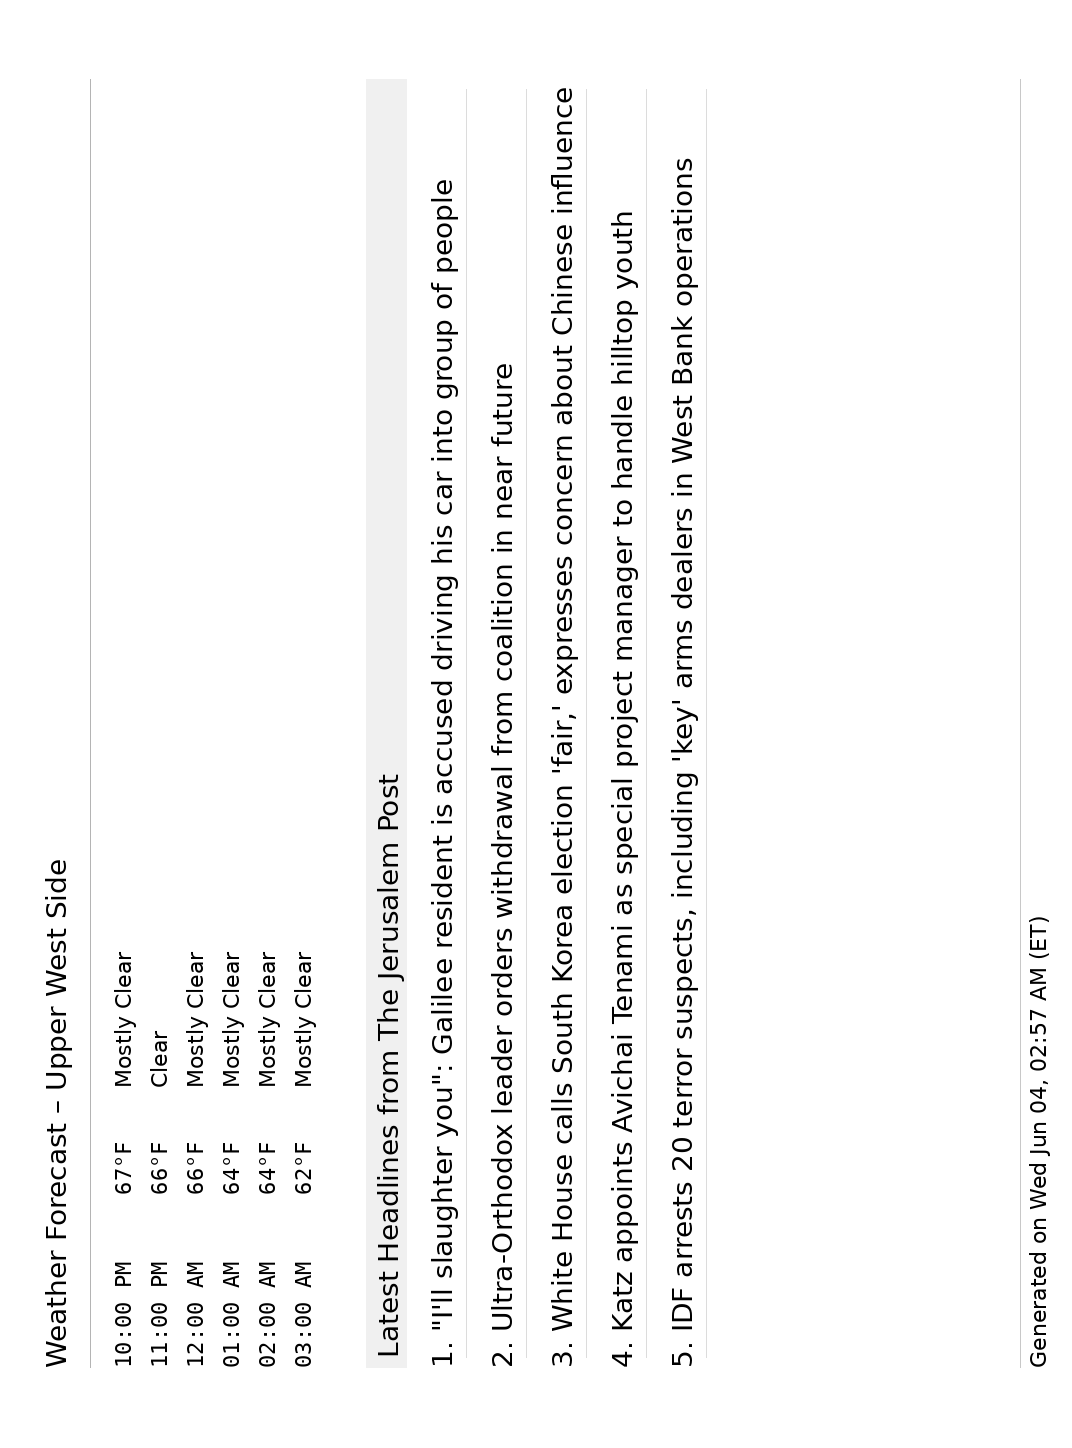 Weather Forecast – Upper West Side
10:00 PM 67°F Mostly Clear
11:00 PM 66°F Clear
12:00 AM 66°F Mostly Clear
01:00 AM 64°F Mostly Clear
02:00 AM 64°F Mostly Clear
03:00 AM 62°F Mostly Clear
Latest Headlines from The Jerusalem Post
1. "I'll slaughter you": Galilee resident is accused driving his car into group of people
2. Ultra-Orthodox leader orders withdrawal from coalition in near future
3. White House calls South Korea election 'fair,' expresses concern about Chinese influence
4. Katz appoints Avichai Tenami as special project manager to handle hilltop youth
5. IDF arrests 20 terror suspects, including 'key' arms dealers in West Bank operations
Generated on Wed Jun 04, 02:57 AM (ET)